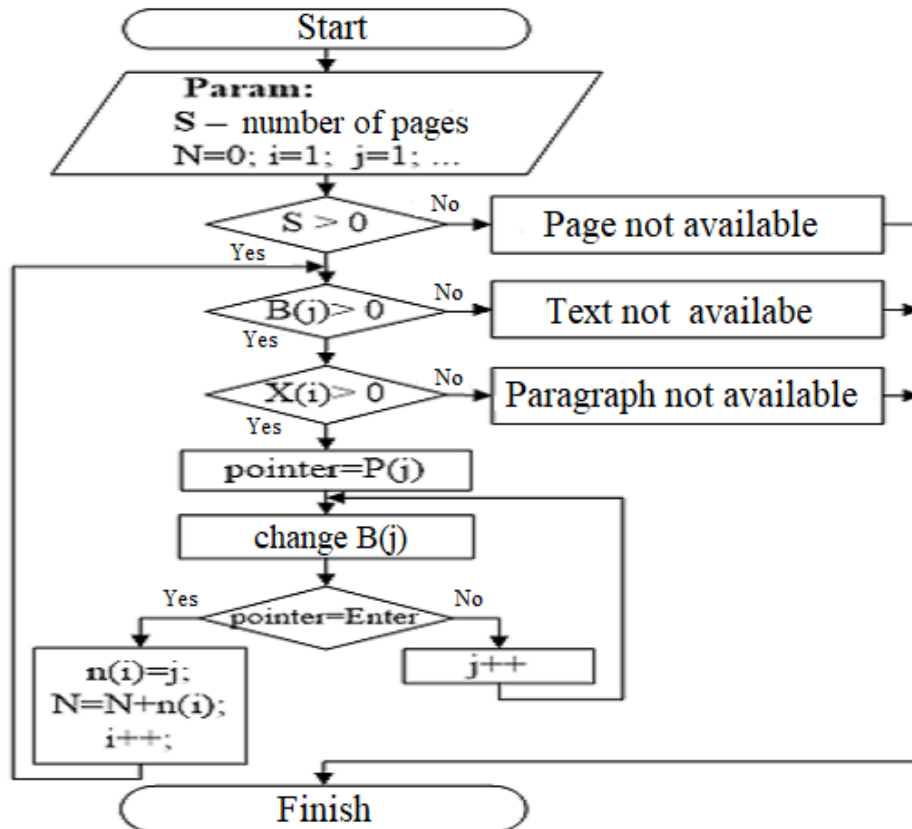 Start
Param:
S – number of pages
N=0; i=1; j=1; ...
S > 0
No
Page not available
Yes
B(j)> 0
No
Text not availabe
Yes
X(i)> 0
No
Paragraph not available
Yes
pointer=P(j)
change B(j)
Yes
pointer=Enter
No
n(i)=j;
N=N+n(i);
i++;
j++
Finish